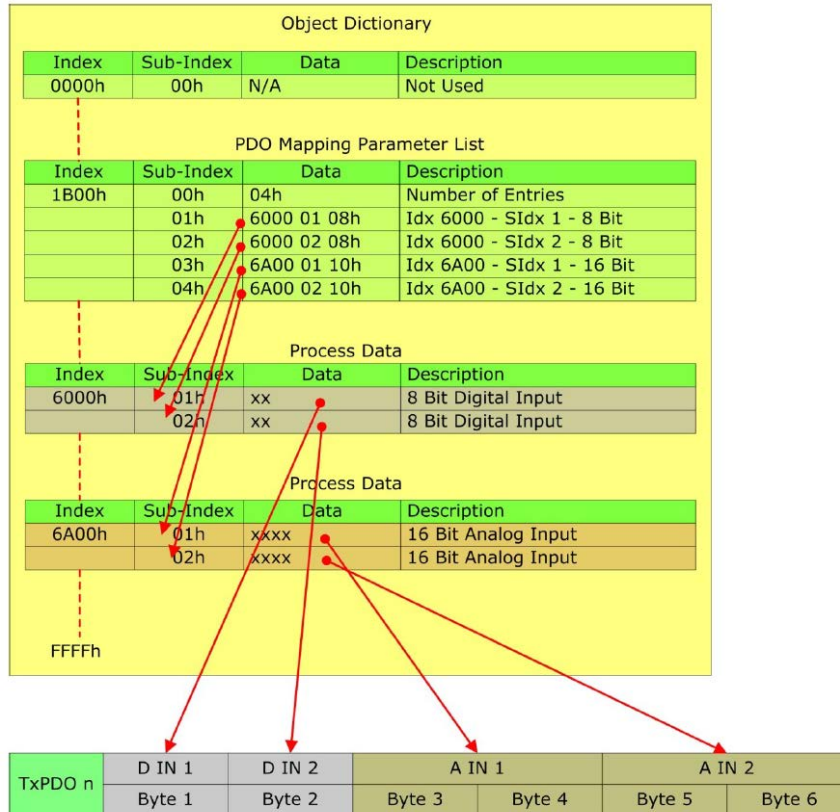 Object Dictionary
Index Sub-Index Data Description
0000h 00h N/A Not Used
PDO Mapping Parameter List
Index Sub-Index Data Description
1B00h 00h 04h Number of Entries
01h 6000 01 08h Idx 6000 - SIdx 1 - 8 Bit
02h 6000 02 08h Idx 6000 - SIdx 2 - 8 Bit
03h 6A00 01 10h Idx 6A00 - SIdx 1 - 16 Bit
04h 6A00 02 10h Idx 6A00 - SIdx 2 - 16 Bit
Process Data
Index Sub-Index Data Description
6000h 01h xx 8 Bit Digital Input
02h xx 8 Bit Digital Input
Process Data
Index Sub-Index Data Description
6A00h 01h xxxx 16 Bit Analog Input
02h xxxx 16 Bit Analog Input
FFFFh
TxPDO n D IN 1 D IN 2 A IN 1 A IN 2
Byte 1 Byte 2 Byte 3 Byte 4 Byte 5 Byte 6